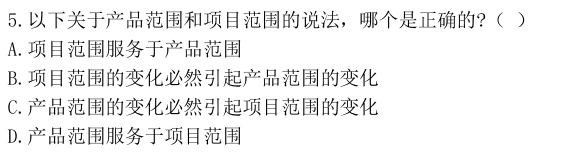 5.以下关于产品范围和项目范围的说法，哪个是正确的?（ ）
A.项目范围服务于产品范围
B.项目范围的变化必然引起产品范围的变化
C.产品范围的变化必然引起项目范围的变化
D.产品范围服务于项目范围